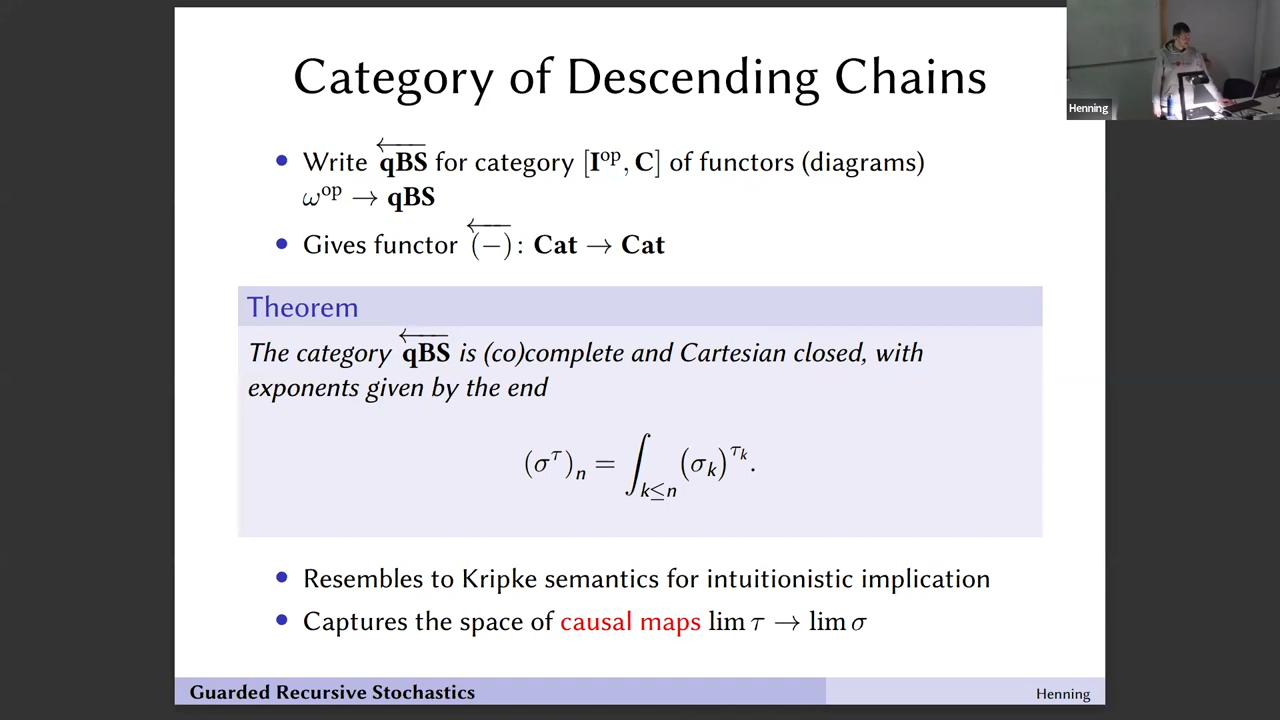 Category of Descending Chains
Henning
• Write \overleftarrow{qBS} for category [I^op, C] of functors (diagrams)
ω^op → qBS
• Gives functor \overleftarrow{(−)} : Cat → Cat
Theorem
The category \overleftarrow{qBS} is (co)complete and Cartesian closed, with
exponents given by the end
(σ^τ)_n = ∫_{k≤n} (σ_k)^{τ_k}.
• Resembles to Kripke semantics for intuitionistic implication
• Captures the space of causal maps lim τ → lim σ
Guarded Recursive Stochastics
Henning